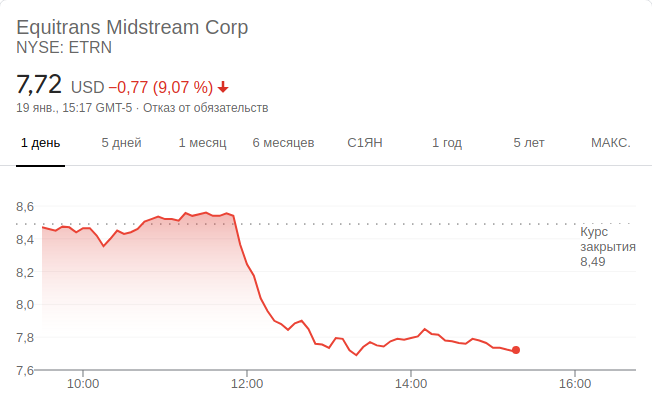 Equitrans Midstream Corp
NYSE: ETRN
7,72 USD −0,77 (9,07 %)
19 янв., 15:17 GMT-5 · Отказ от обязательств
1 день 5 дней 1 месяц 6 месяцев С1ЯН 1 год 5 лет МАКС.
8,6
Курс
закрытия
8,49
8,4
8,2
8,0
7,8
7,6
10:00 12:00 14:00 16:00